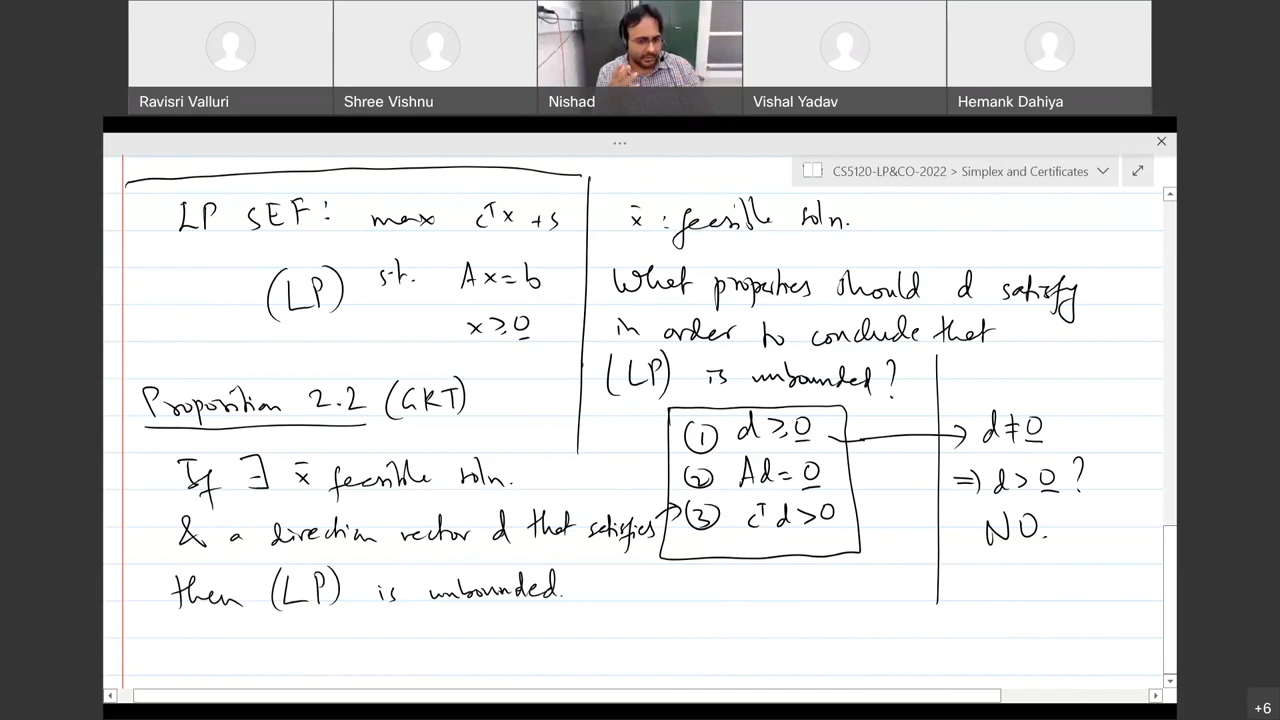 Ravisri Valluri
Shree Vishnu
Nishad
Vishal Yadav
Hemank Dahiya
CS5120-LP&CO-2022 > Simplex and Certificates
LP SEF: max cᵀx + s
(LP) s.t. Ax = b
x ≥ 0
Proposition 2.2 (GKT)
If ∃ x̄ feasible soln.
& a direction vector d that satisfies
then (LP) is unbounded.
x̄ : feasible soln.
What properties should d satisfy
in order to conclude that
(LP) is unbounded?
① d ≥ 0
② Ad = 0
③ cᵀd > 0
d ≠ 0
⇒ d > 0 ?
NO.
+6